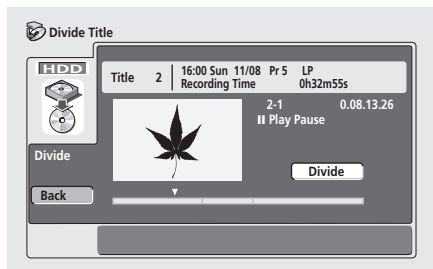 Divide Title
HDD
Title 2 16:00 Sun 11/08 Pr 5 LP
Recording Time 0h32m55s
2-1 0.08.13.26
Play Pause
Divide
Divide
Back